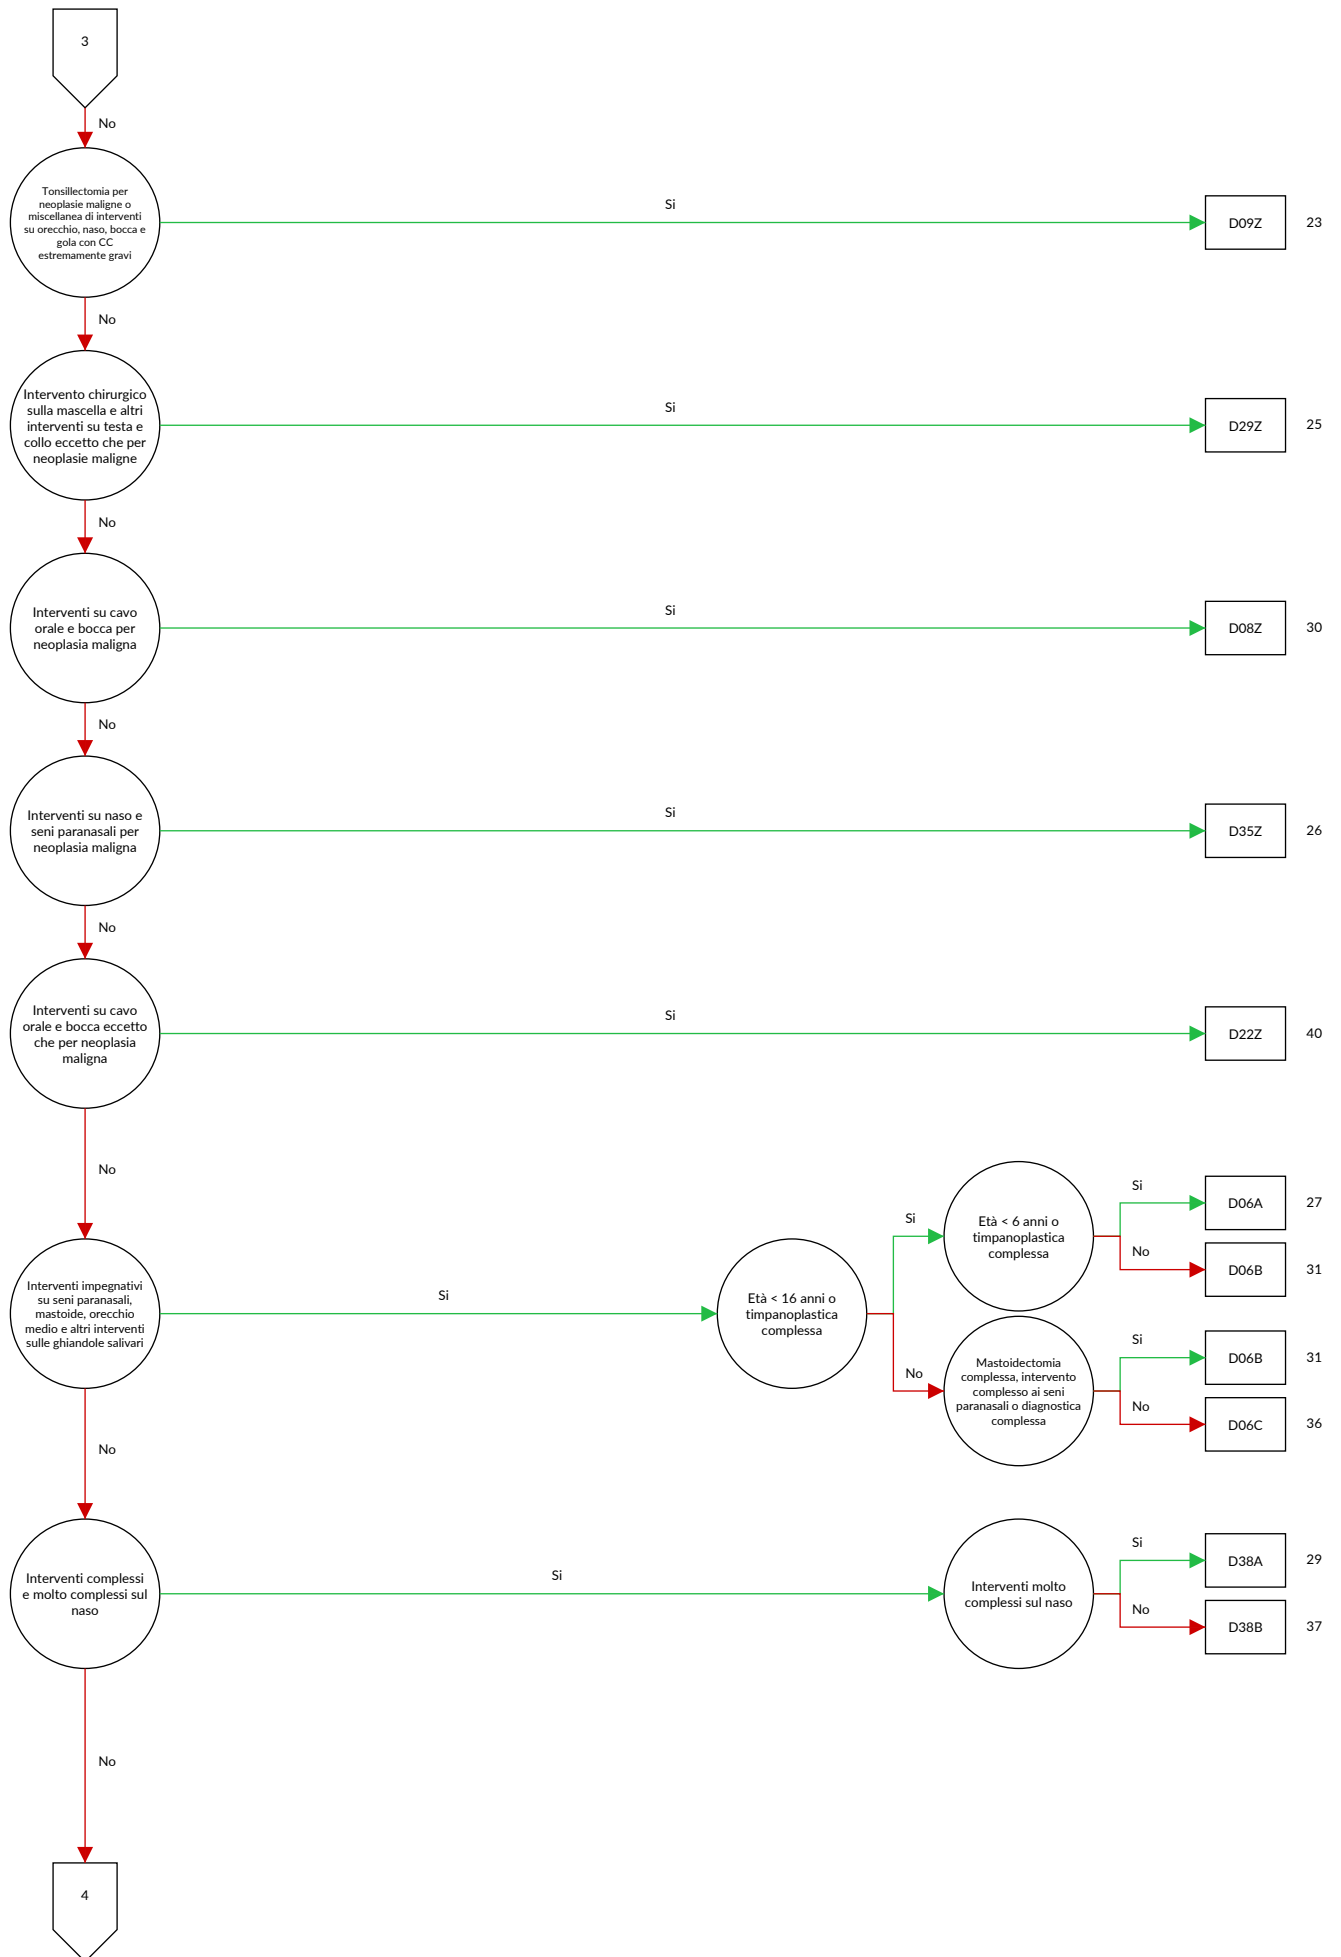 3
No
Tonsillectomia per
neoplasie maligne o
miscellanea di interventi
su orecchio, naso, bocca e
gola con CC
estremamente gravi
Si
D09Z
23
No
Intervento chirurgico
sulla mascella e altri
interventi su testa e
collo eccetto che per
neoplasie maligne
Si
D29Z
25
No
Interventi su cavo
orale e bocca per
neoplasia maligna
Si
D08Z
30
No
Interventi su naso e
seni paranasali per
neoplasia maligna
Si
D35Z
26
No
Interventi su cavo
orale e bocca eccetto
che per neoplasia
maligna
Si
D22Z
40
No
Interventi impegnativi
su seni paranasali,
mastoide, orecchio
medio e altri interventi
sulle ghiandole salivari
Si
Età < 16 anni o
timpanoplastica
complessa
Si
Età < 6 anni o
timpanoplastica
complessa
Si
D06A
27
No
D06B
31
No
Mastoidectomia
complessa, intervento
complesso ai seni
paranasali o diagnostica
complessa
Si
D06B
31
No
D06C
36
No
Interventi complessi
e molto complessi sul
naso
Si
Interventi molto
complessi sul naso
Si
D38A
29
No
D38B
37
No
4